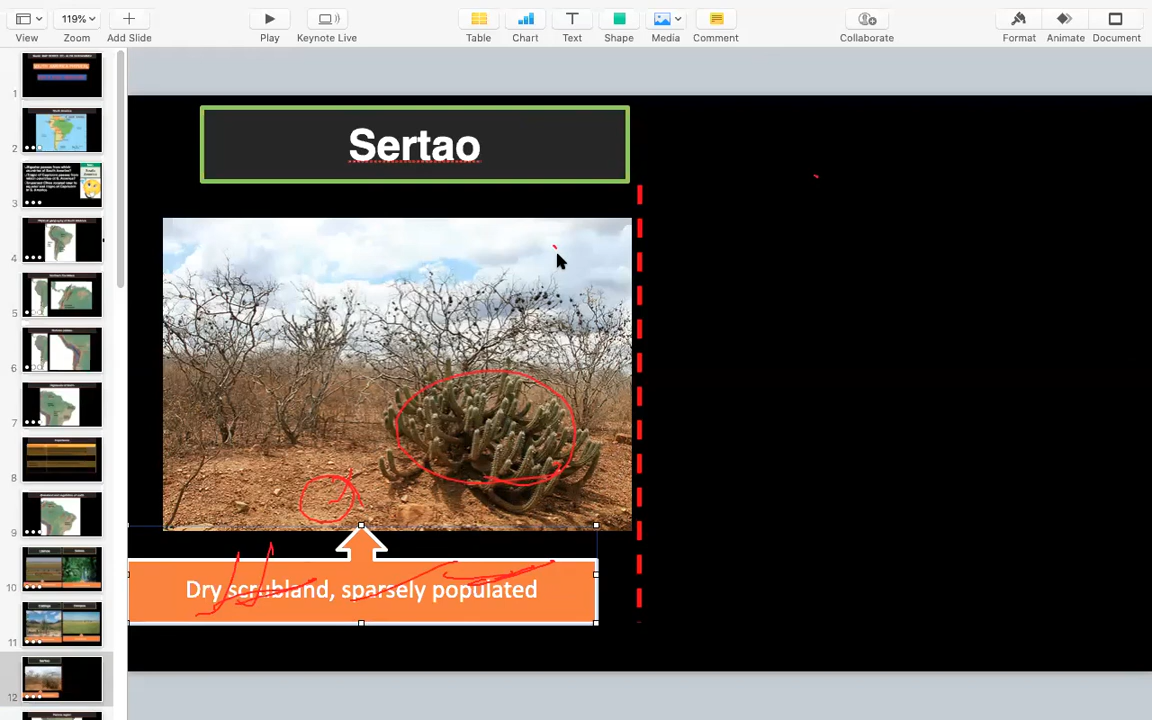 View
119%
Zoom
Add Slide
Play
Keynote Live
Table
Chart
Text
Shape
Media
Comment
Collaborate
Format
Animate
Document
Sertao
Dry scrubland, sparsely populated
1
2
3
4
5
6
7
8
9
10
11
12